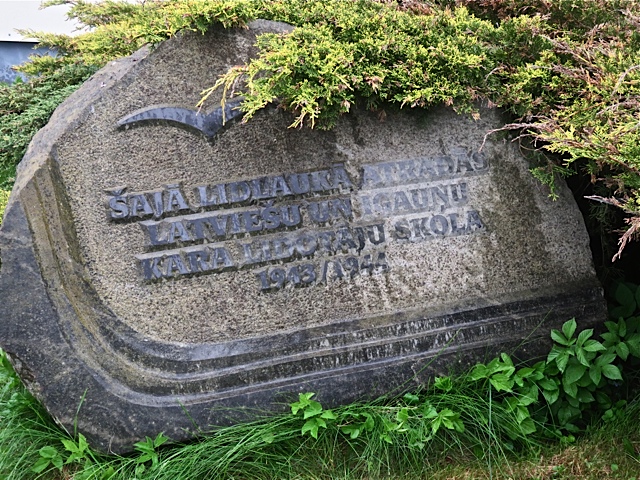 ŠAJĀ LIDLAUKĀ ATRADĀS
LATVIEŠU UN IGAUŅU
KARA LIDOTĀJU SKOLA
1943/1944